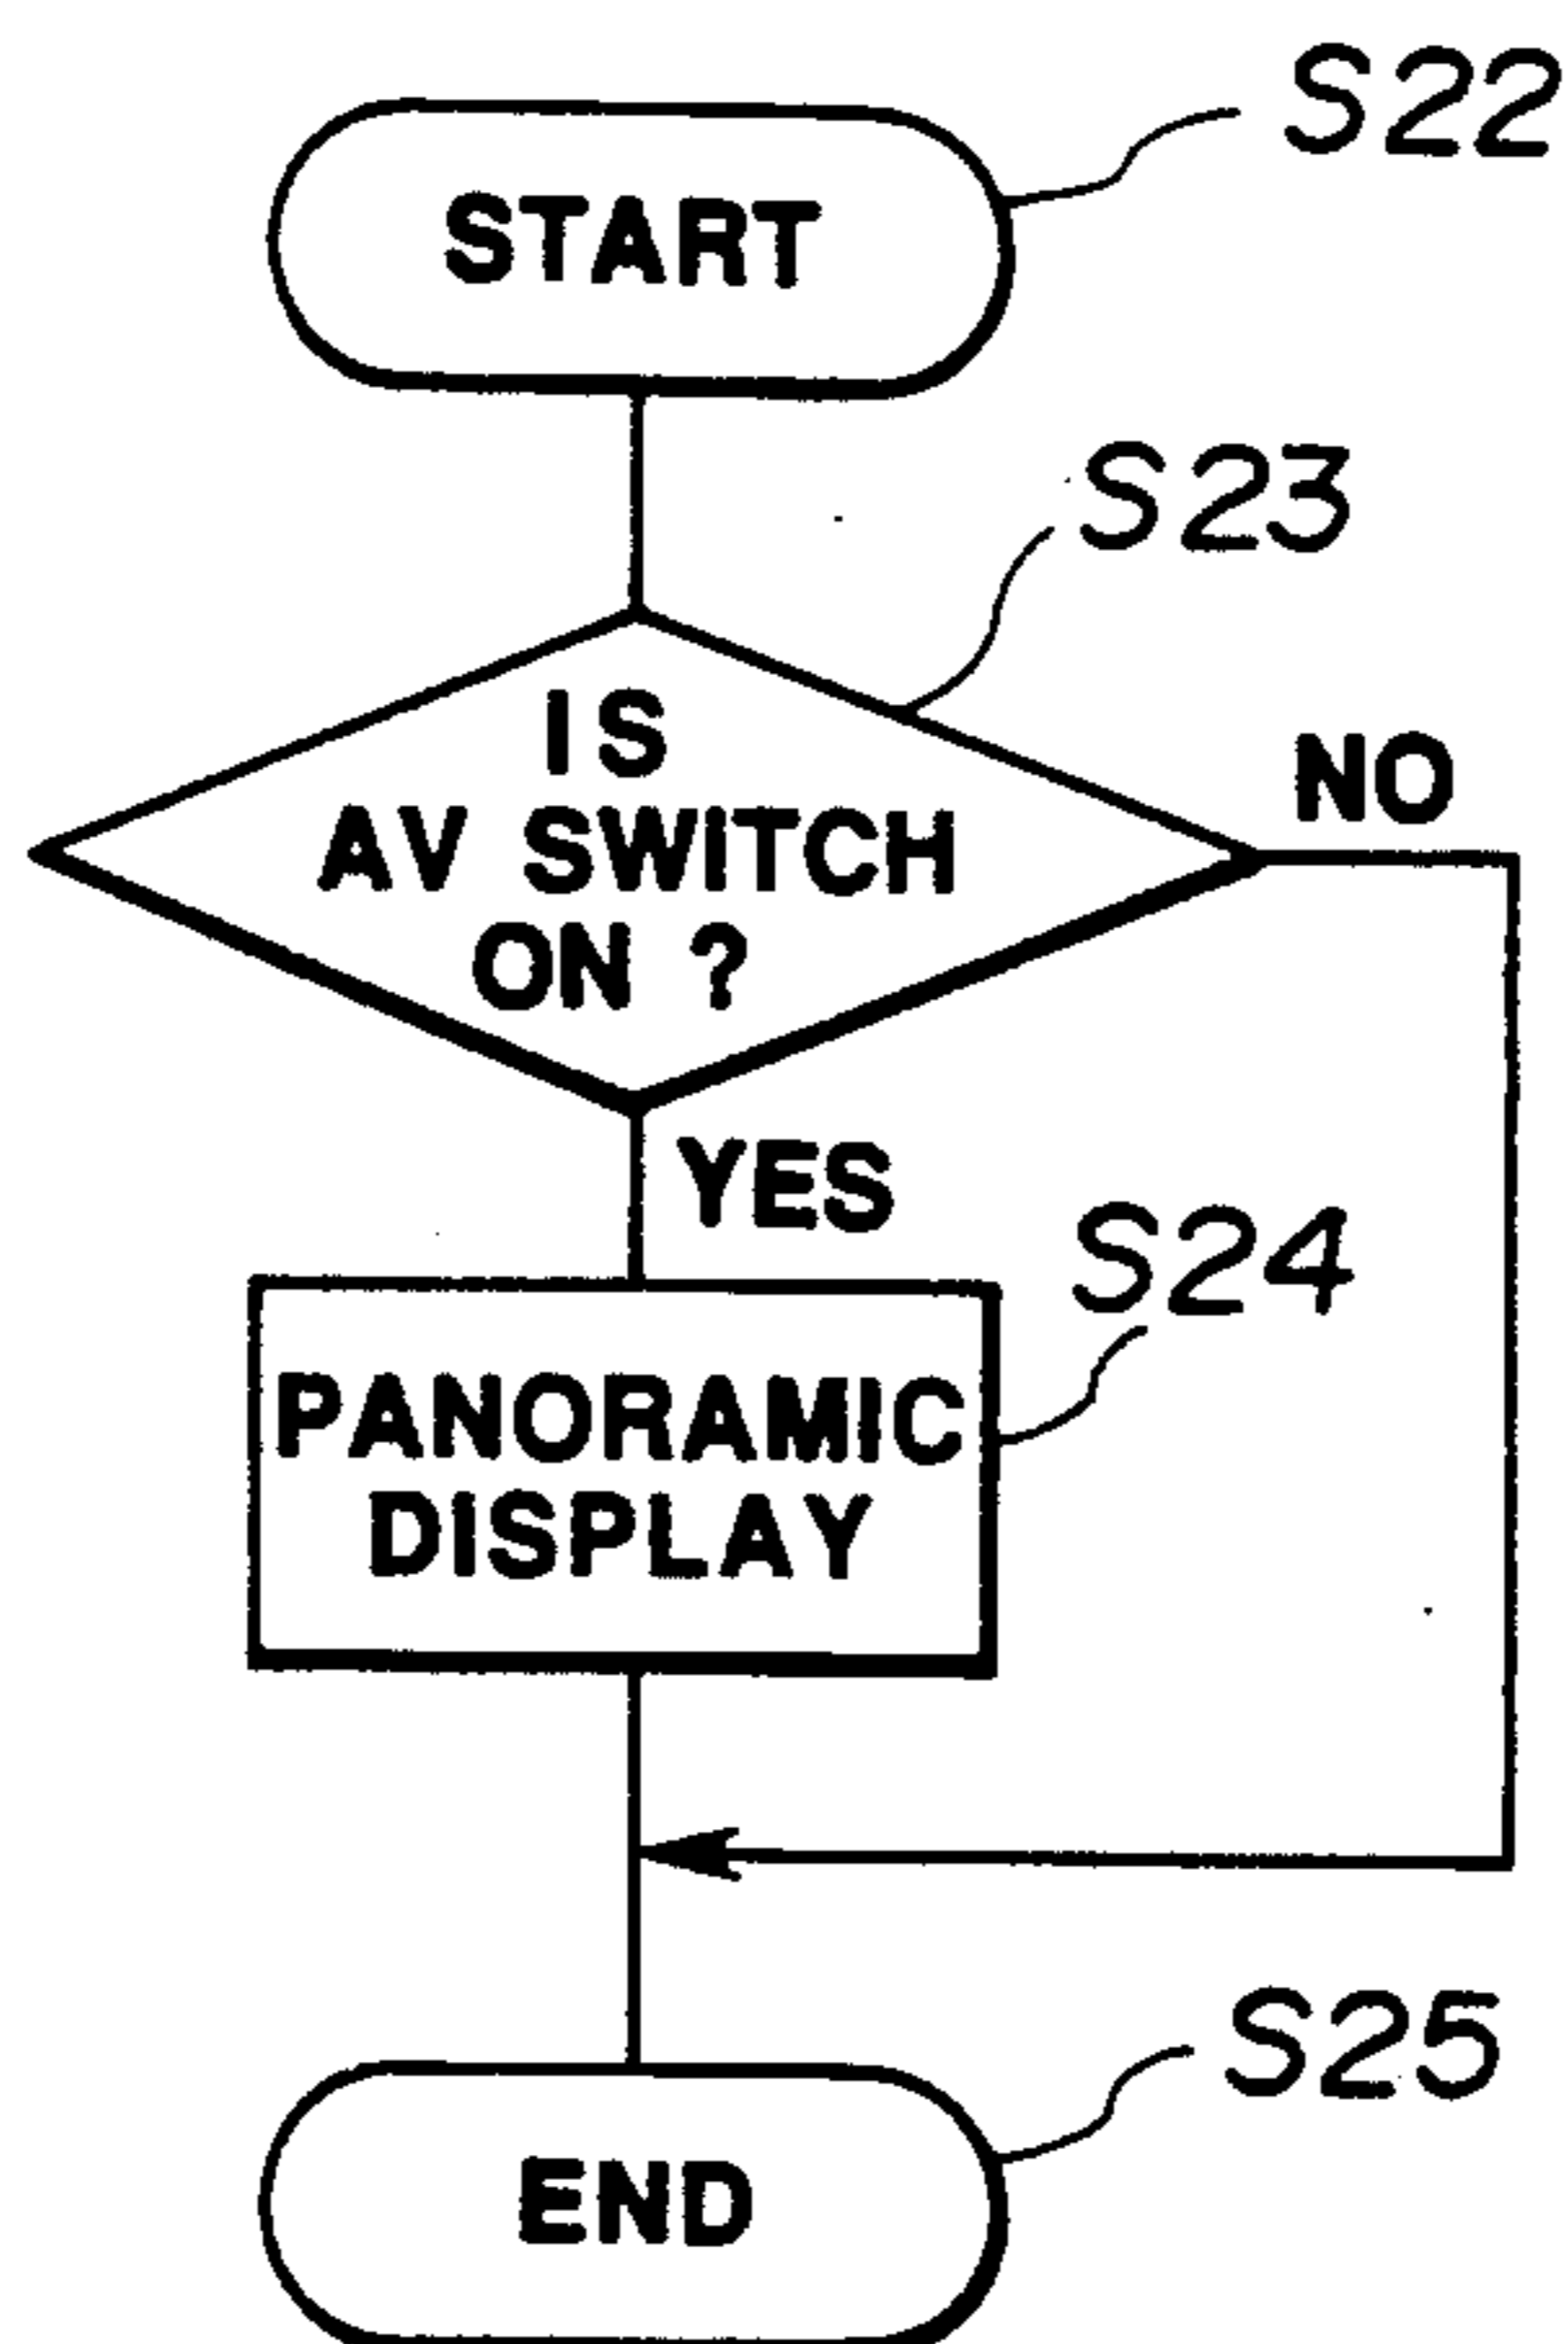 S22
START
S23
IS
AV SWITCH
ON ?
NO
YES
S24
PANORAMIC
DISPLAY
S25
END